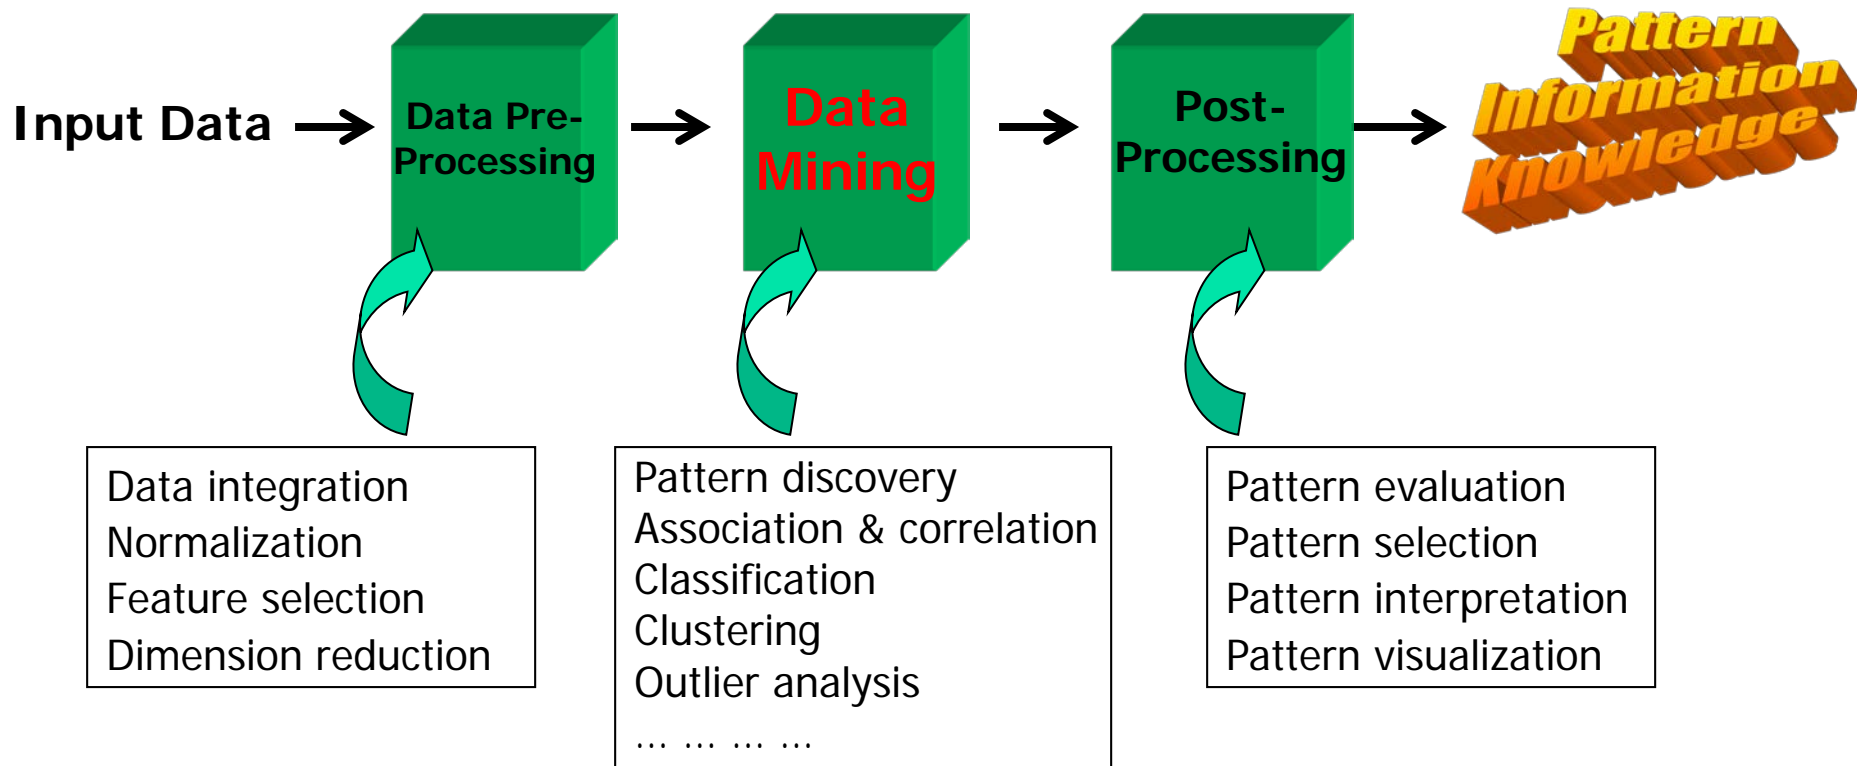 Input Data
Data Pre-
Processing
Data
Mining
Post-
Processing
Pattern
Information
Knowledge
Data integration
Normalization
Feature selection
Dimension reduction
Pattern discovery
Association & correlation
Classification
Clustering
Outlier analysis
… … … …
Pattern evaluation
Pattern selection
Pattern interpretation
Pattern visualization